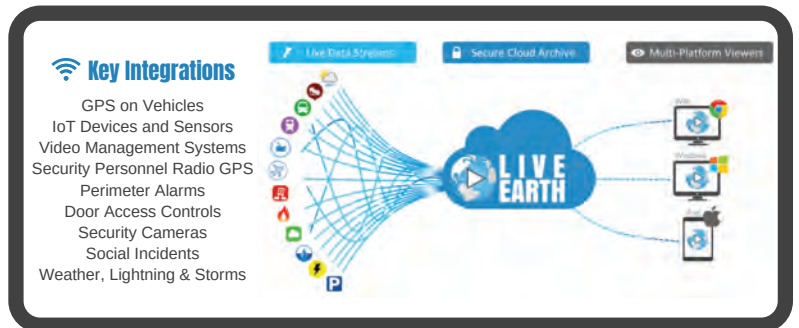 Key Integrations
GPS on Vehicles
IoT Devices and Sensors
Video Management Systems
Security Personnel Radio GPS
Perimeter Alarms
Door Access Controls
Security Cameras
Social Incidents
Weather, Lightning & Storms
Live Data Streams
Secure Cloud Archive
Multi-Platform Viewers
LIVE
EARTH
Web
Windows
P